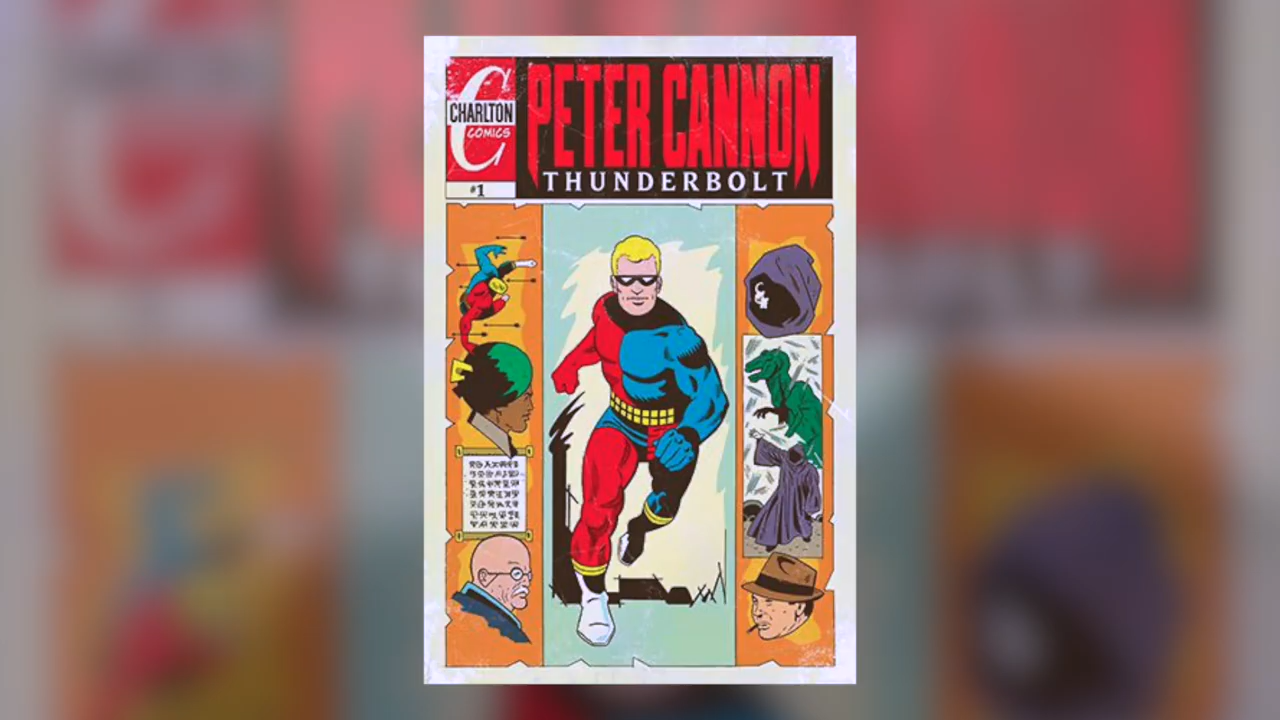 CHARLTON
COMICS
#1
PETER CANNON
THUNDERBOLT